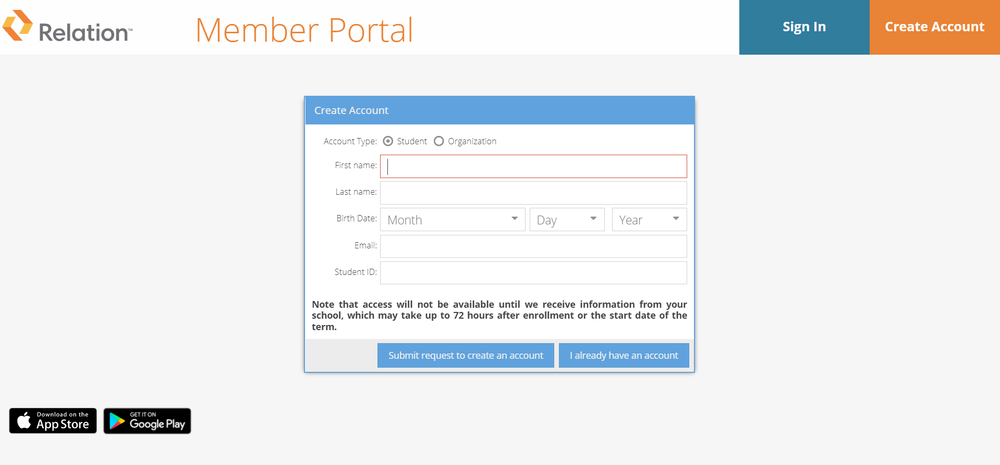 Relation™
Member Portal
Sign In
Create Account
Create Account
Account Type: Student Organization
First name:
Last name:
Birth Date: Month Day Year
Email:
Student ID:
Note that access will not be available until we receive information from your
school, which may take up to 72 hours after enrollment or the start date of the
term.
Submit request to create an account
I already have an account
Download on the
App Store
GET IT ON
Google Play